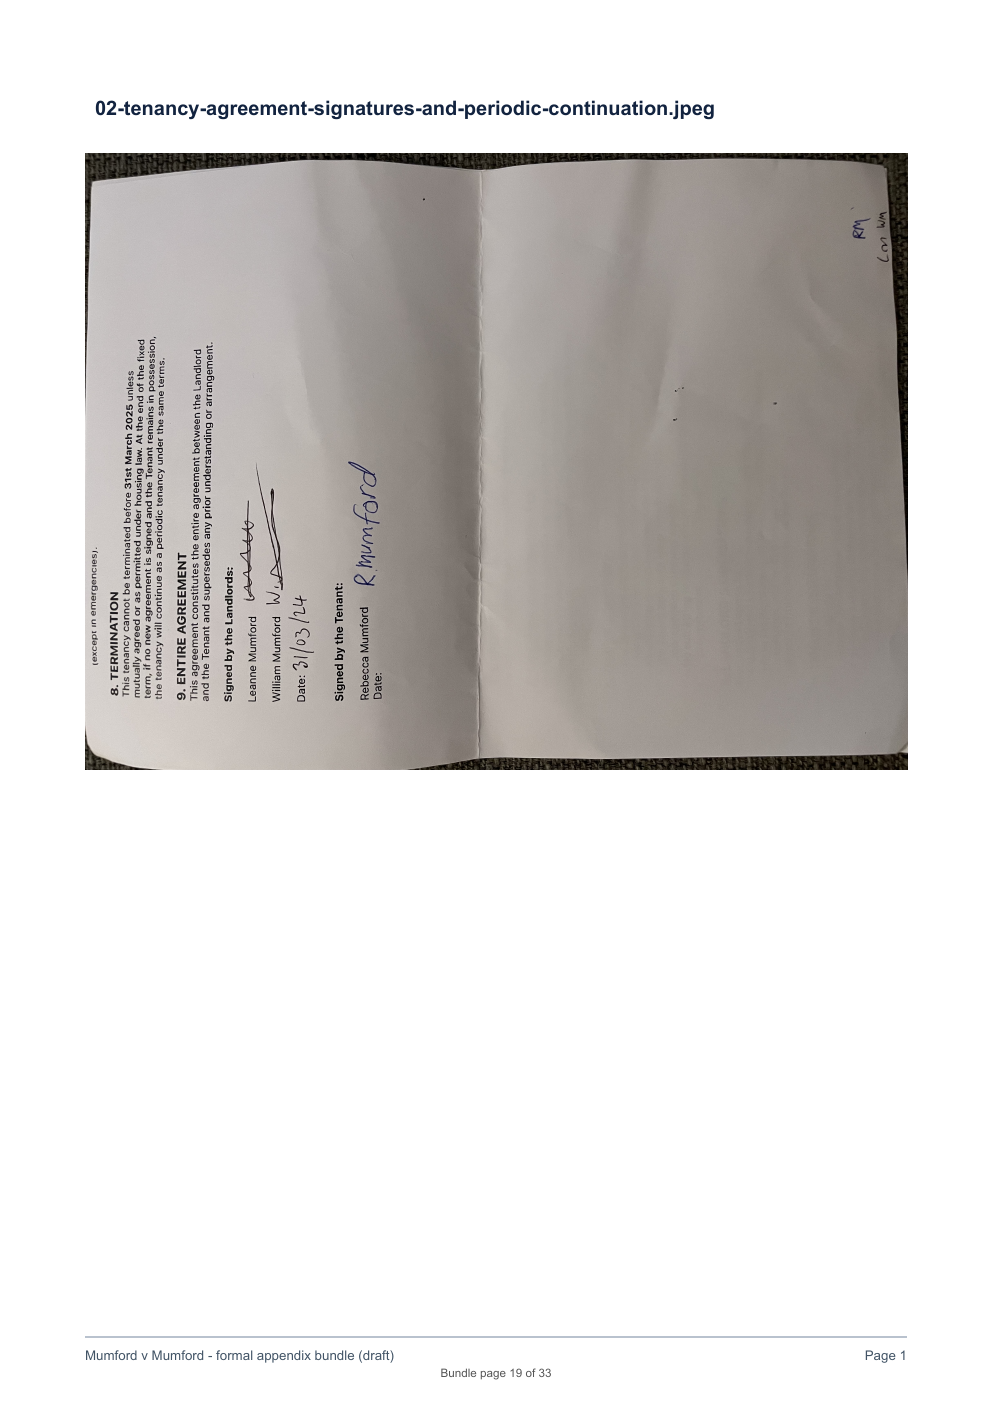 02-tenancy-agreement-signatures-and-periodic-continuation.jpeg
(except in emergencies).
8. TERMINATION
This tenancy cannot be terminated before 31st March 2025 unless
mutually agreed or as permitted under housing law. At the end of the fixed
term, if no new agreement is signed and the Tenant remains in possession,
the tenancy will continue as a periodic tenancy under the same terms.
9. ENTIRE AGREEMENT
This agreement constitutes the entire agreement between the Landlord
and the Tenant and supersedes any prior understanding or arrangement.
Signed by the Landlords:
Leanne Mumford
William Mumford
Date: 31/03/24
Signed by the Tenant:
Rebecca Mumford R.Mumford
Date:
RM
WM
Mumford v Mumford - formal appendix bundle (draft)
Page 1
Bundle page 19 of 33